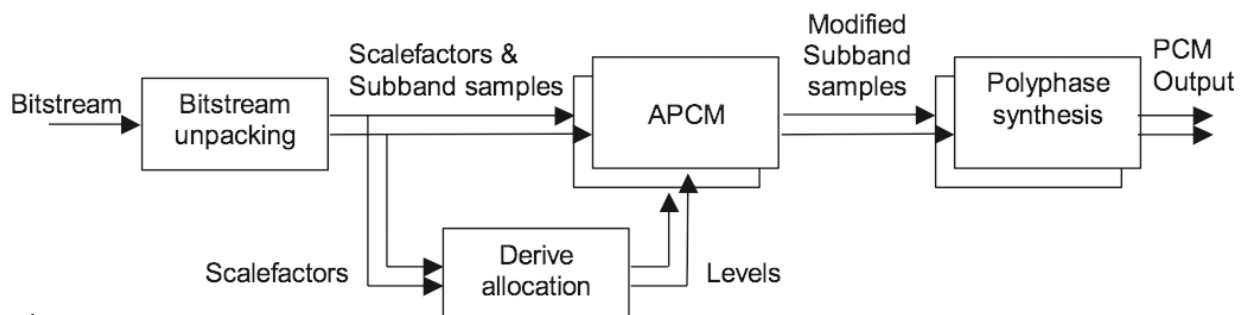 Bitstream
Bitstream
unpacking
Scalefactors &
Subband samples
APCM
Modified
Subband
samples
Polyphase
synthesis
PCM
Output
Scalefactors
Derive
allocation
Levels